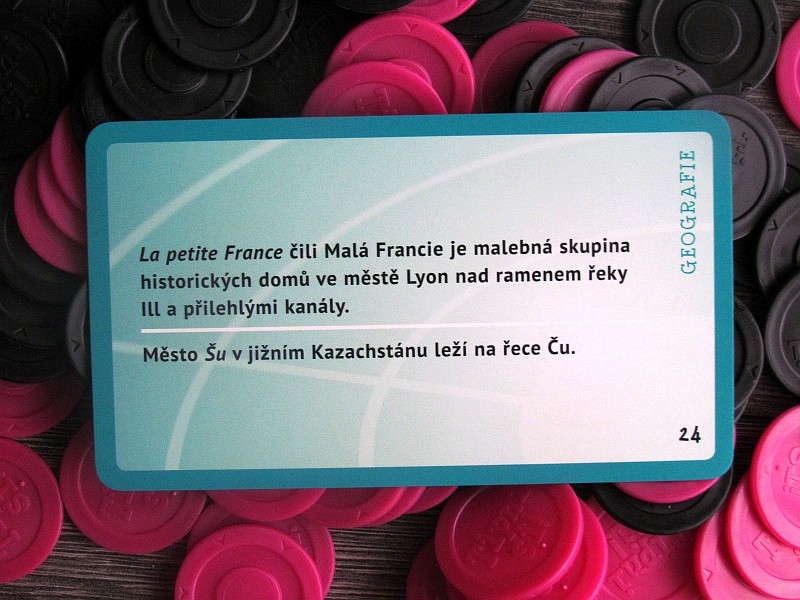 La petite France čili Malá Francie je malebná skupina
historických domů ve městě Lyon nad ramenem řeky
Ill a přilehlými kanály.
Město Šu v jižním Kazachstánu leží na řece Ču.
GEOGRAFIE
24